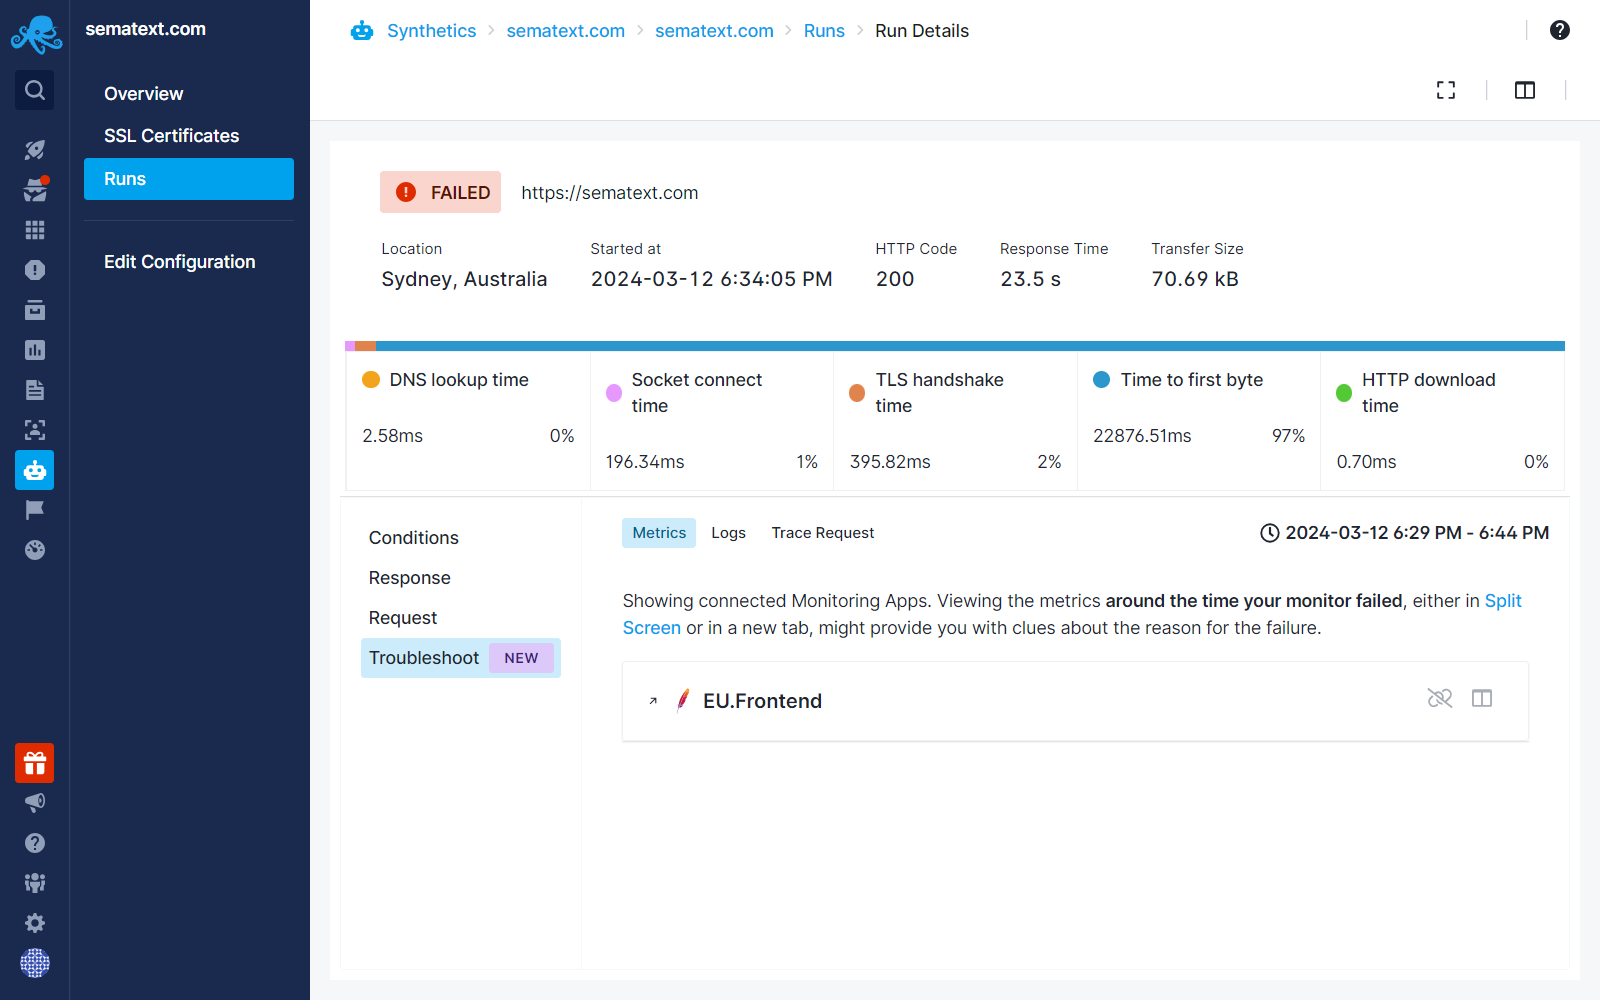 sematext.com
Overview
SSL Certificates
Runs
Edit Configuration
Synthetics > sematext.com > sematext.com > Runs > Run Details
FAILED https://sematext.com
Location Started at HTTP Code Response Time Transfer Size
Sydney, Australia 2024-03-12 6:34:05 PM 200 23.5 s 70.69 kB
DNS lookup time
2.58ms 0%
Socket connect
time
196.34ms 1%
TLS handshake
time
395.82ms 2%
Time to first byte
22876.51ms 97%
HTTP download
time
0.70ms 0%
Conditions
Response
Request
Troubleshoot NEW
Metrics Logs Trace Request 2024-03-12 6:29 PM - 6:44 PM
Showing connected Monitoring Apps. Viewing the metrics around the time your monitor failed, either in Split
Screen or in a new tab, might provide you with clues about the reason for the failure.
EU.Frontend